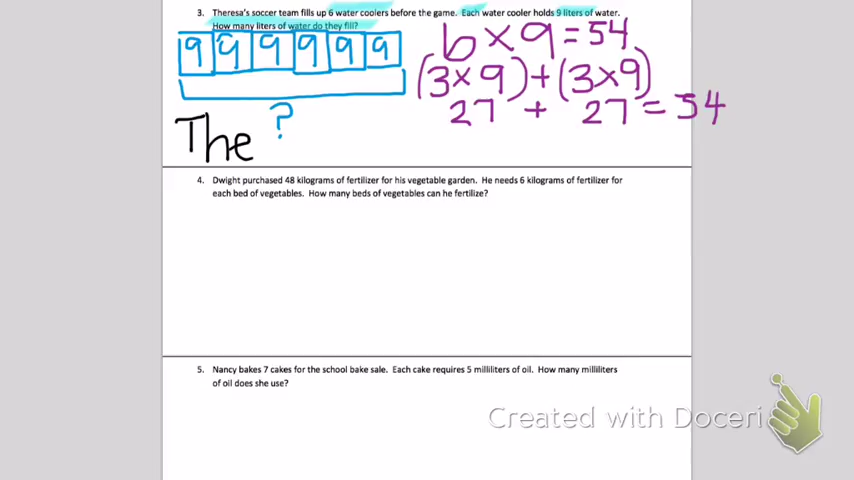 3. Theresa's soccer team fills up 6 water coolers before the game. Each water cooler holds 9 liters of water.
How many liters of water do they fill?
9 9 9 9 9 9
?
6 × 9 = 54
(3 × 9) + (3 × 9)
27 + 27 = 54
The
4. Dwight purchased 48 kilograms of fertilizer for his vegetable garden. He needs 6 kilograms of fertilizer for
each bed of vegetables. How many beds of vegetables can he fertilize?
5. Nancy bakes 7 cakes for the school bake sale. Each cake requires 5 milliliters of oil. How many milliliters
of oil does she use?
Created with Doceri